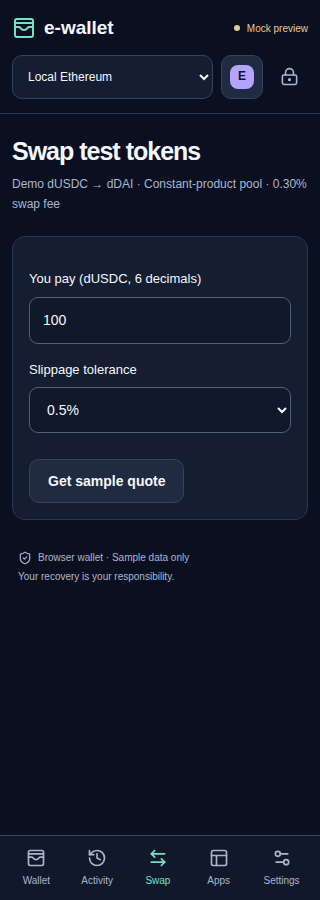 e-wallet
Mock preview
Local Ethereum
E
Swap test tokens
Demo dUSDC → dDAI · Constant-product pool · 0.30%
swap fee
You pay (dUSDC, 6 decimals)
100
Slippage tolerance
0.5%
Get sample quote
Browser wallet · Sample data only
Your recovery is your responsibility.
Wallet
Activity
Swap
Apps
Settings